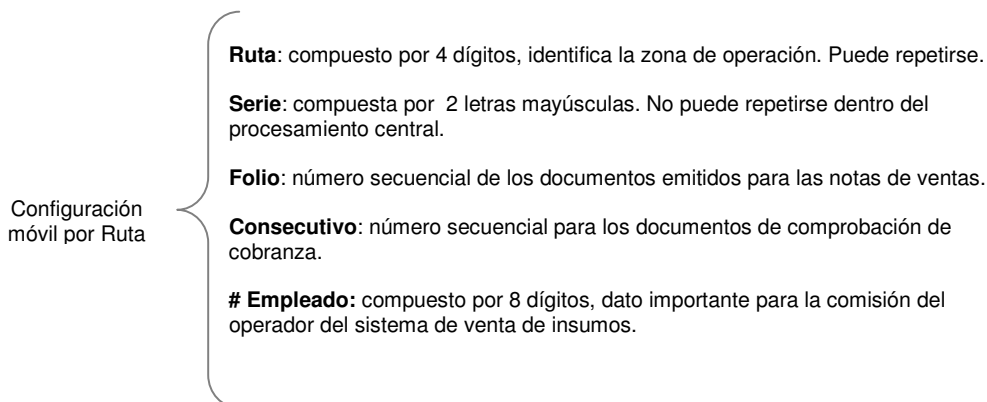 Ruta: compuesto por 4 dígitos, identifica la zona de operación. Puede repetirse.
Serie: compuesta por 2 letras mayúsculas. No puede repetirse dentro del
procesamiento central.
Folio: número secuencial de los documentos emitidos para las notas de ventas.
Configuración
móvil por Ruta
Consecutivo: número secuencial para los documentos de comprobación de
cobranza.
# Empleado: compuesto por 8 dígitos, dato importante para la comisión del
operador del sistema de venta de insumos.